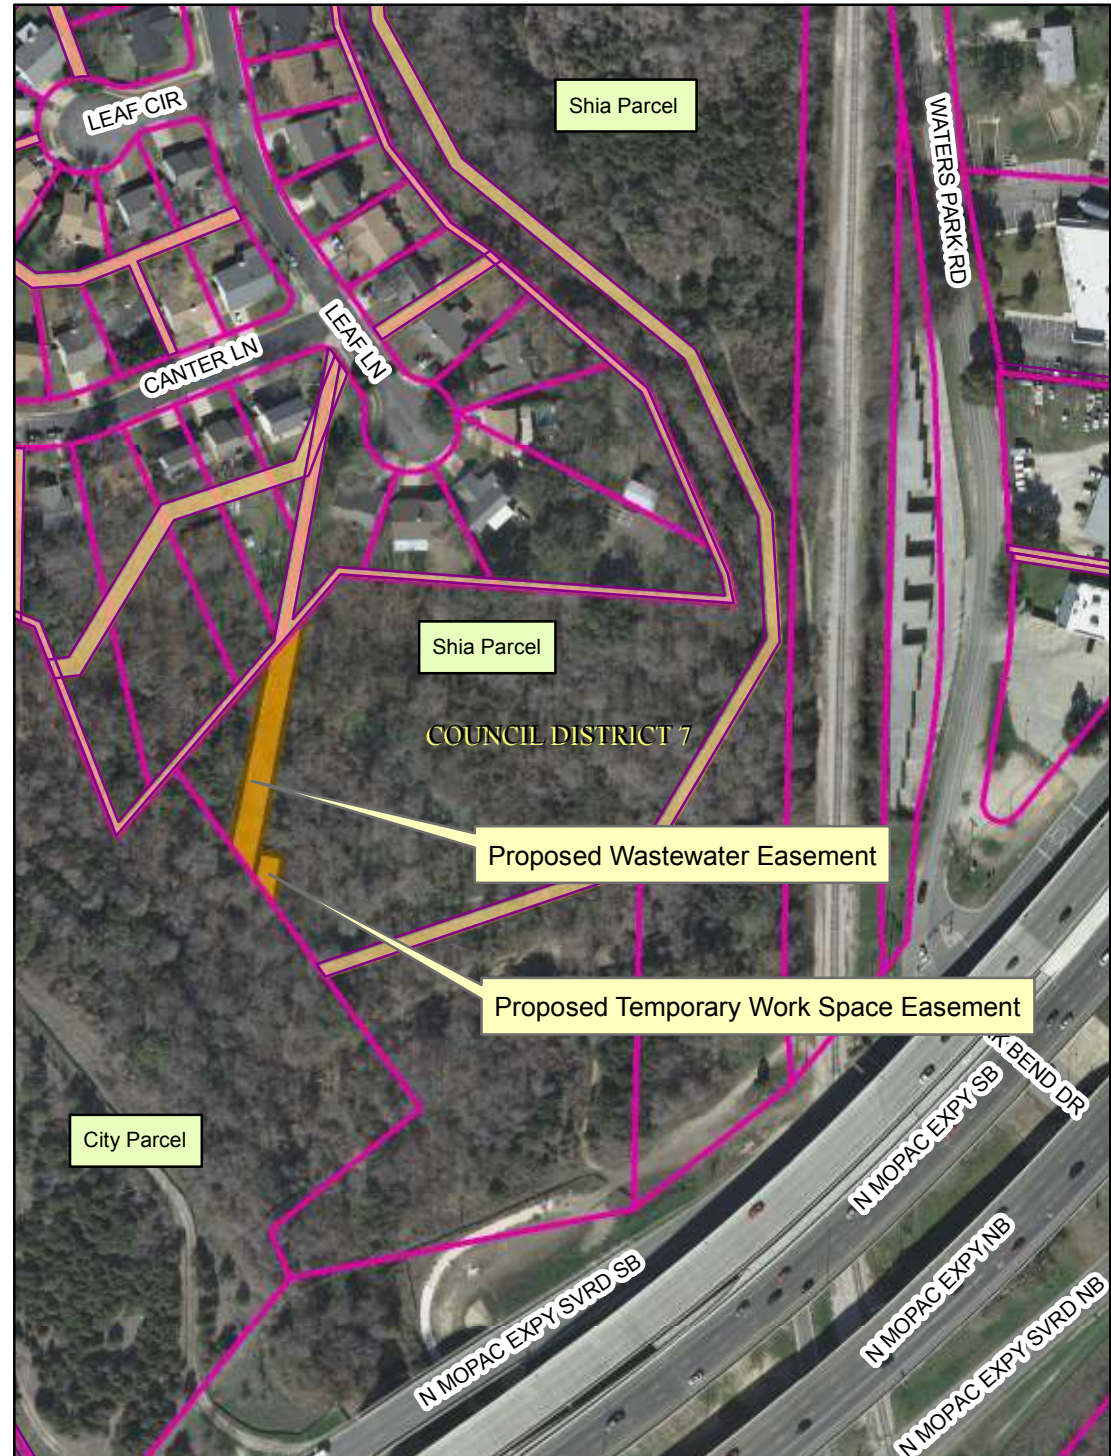 Shia Parcel
LEAF CIR
WATERS PARK RD
LEAF LN
CANTER LN
Shia Parcel
COUNCIL DISTRICT 7
Proposed Wastewater Easement
Proposed Temporary Work Space Easement
BEND DR
City Parcel
N MOPAC EXPY SB
N MOPAC EXPY NB
N MOPAC EXPY SVRD SB
N MOPAC EXPY SVRD NB